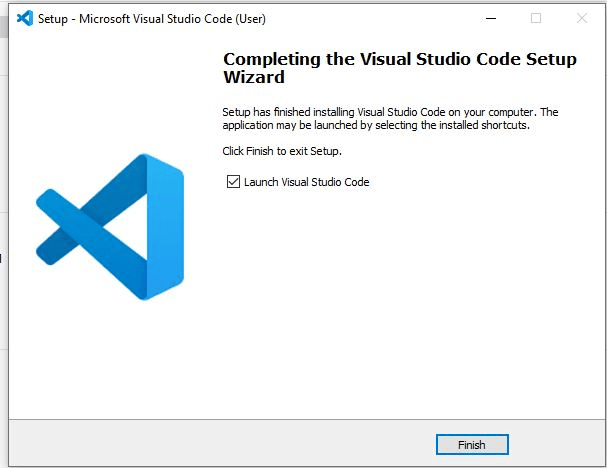 Setup - Microsoft Visual Studio Code (User)
Completing the Visual Studio Code Setup
Wizard
Setup has finished installing Visual Studio Code on your computer. The
application may be launched by selecting the installed shortcuts.
Click Finish to exit Setup.
Launch Visual Studio Code
Finish